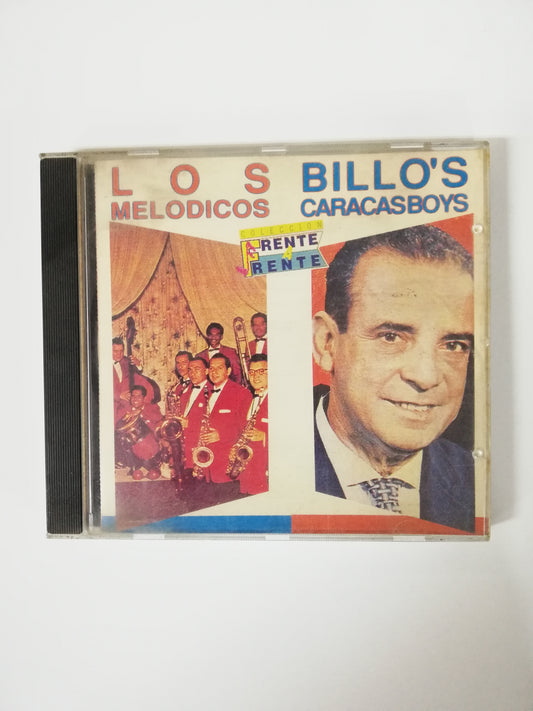 LOS
MELODICOS
BILLO'S
CARACASBOYS
COLECCION
FRENTE
A
FRENTE